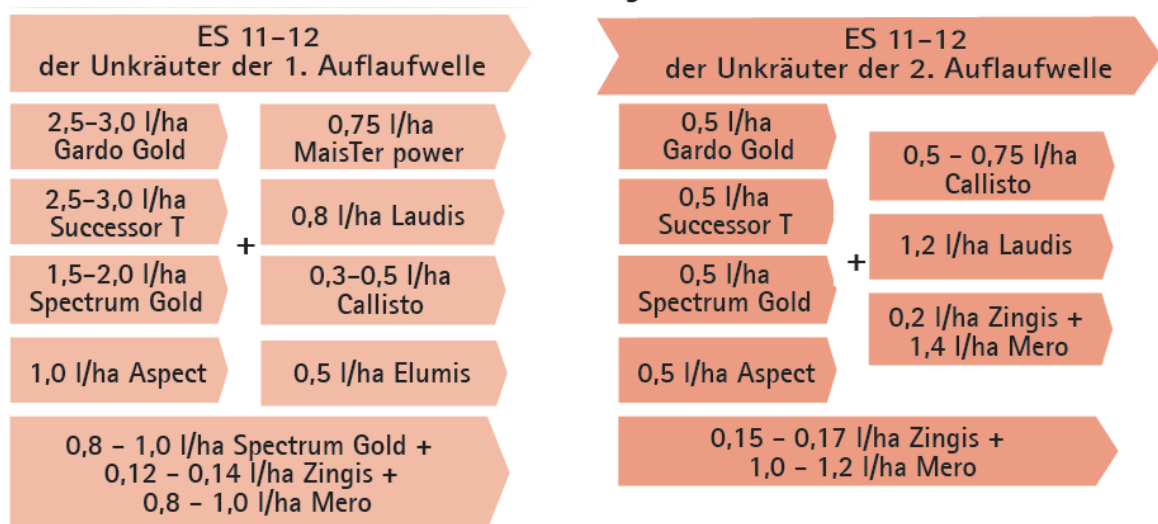 ES 11–12
der Unkräuter der 1. Auflaufwelle
2,5–3,0 l/ha
Gardo Gold
2,5–3,0 l/ha
Successor T
1,5–2,0 l/ha
Spectrum Gold
1,0 l/ha Aspect
+
0,75 l/ha
MaisTer power
0,8 l/ha Laudis
0,3–0,5 l/ha
Callisto
0,5 l/ha Elumis
0,8 – 1,0 l/ha Spectrum Gold +
0,12 – 0,14 l/ha Zingis +
0,8 – 1,0 l/ha Mero
ES 11–12
der Unkräuter der 2. Auflaufwelle
0,5 l/ha
Gardo Gold
0,5 l/ha
Successor T
0,5 l/ha
Spectrum Gold
0,5 l/ha Aspect
+
0,5 – 0,75 l/ha
Callisto
1,2 l/ha Laudis
0,2 l/ha Zingis +
1,4 l/ha Mero
0,15 – 0,17 l/ha Zingis +
1,0 – 1,2 l/ha Mero